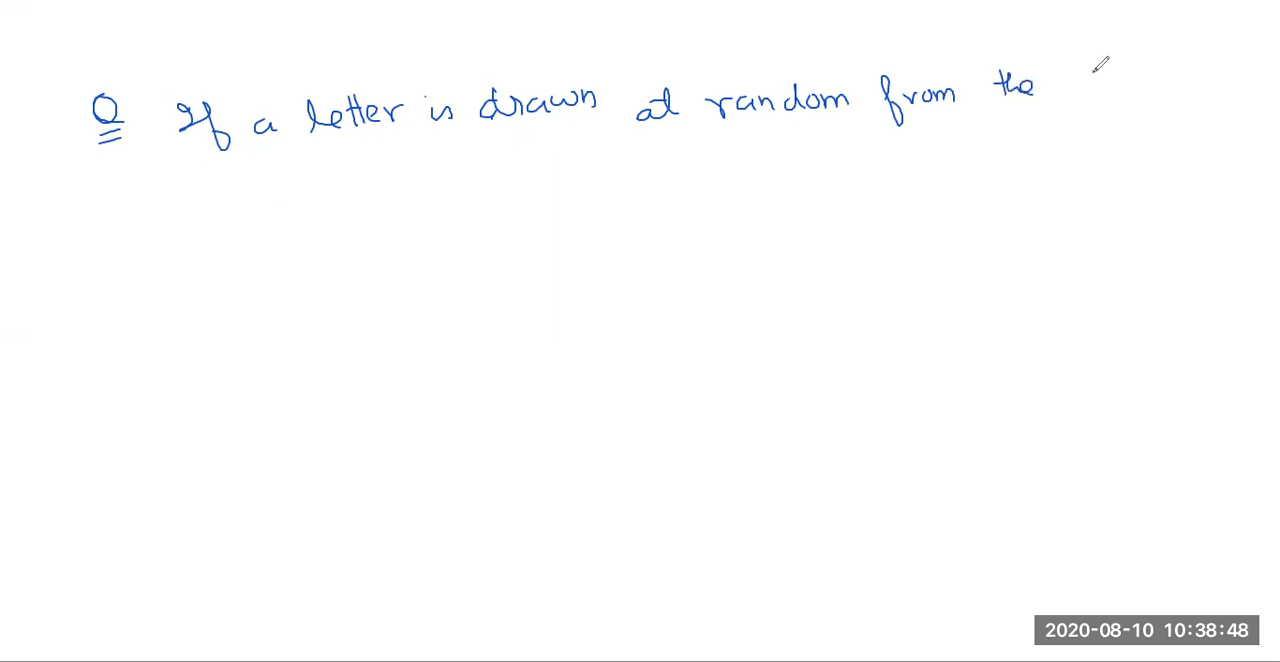 Q If a letter is drawn at random from the
2020-08-10 10:38:48